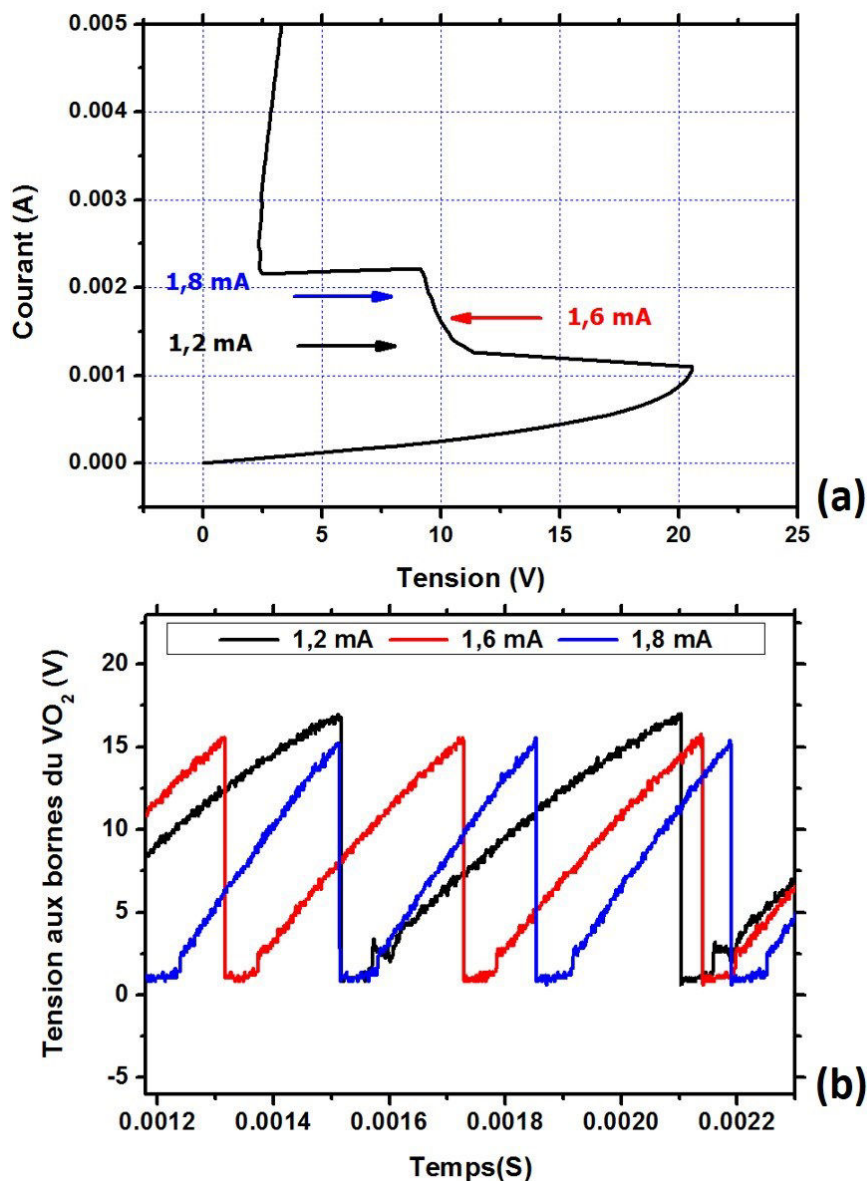 0.005
0.004
0.003
0.002
0.001
0.000
Courant (A)
1,8 mA
1,6 mA
1,2 mA
0
5
10
15
20
25
Tension (V)
(a)
1,2 mA 1,6 mA 1,8 mA
20
15
10
5
0
-5
Tension aux bornes du VO₂ (V)
0.0012 0.0014 0.0016 0.0018 0.0020 0.0022
Temps(S)
(b)